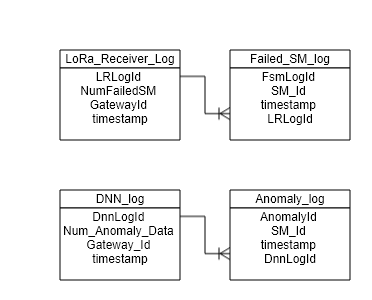 LoRa_Receiver_Log
LRLogId
NumFailedSM
GatewayId
timestamp
Failed_SM_log
FsmLogId
SM_Id
timestamp
LRLogId
DNN_log
DnnLogId
Num_Anomaly_Data
Gateway_Id
timestamp
Anomaly_log
AnomalyId
SM_Id
timestamp
DnnLogId